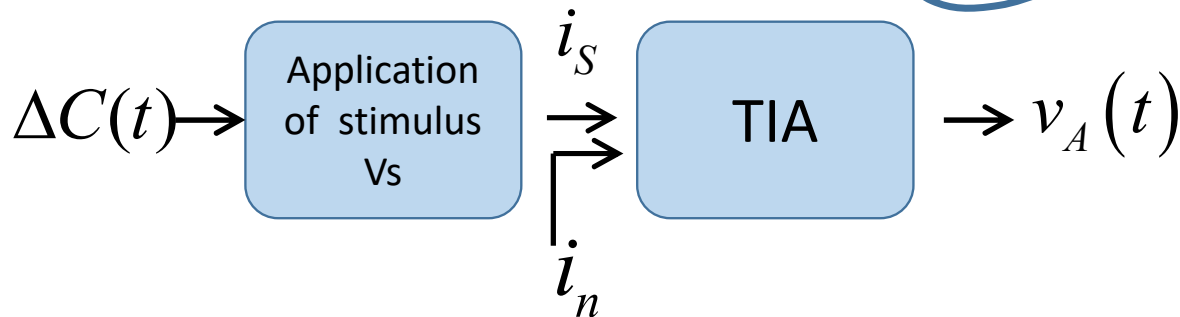 ΔC(t)
Application
of stimulus
Vs
i_S
i_n
TIA
v_A(t)